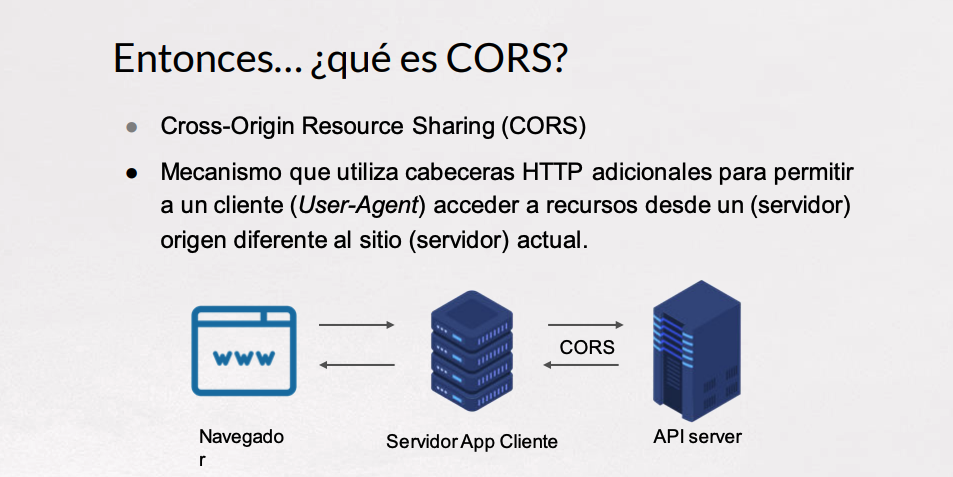 Entonces... ¿qué es CORS?
● Cross-Origin Resource Sharing (CORS)
● Mecanismo que utiliza cabeceras HTTP adicionales para permitir
a un cliente (User-Agent) acceder a recursos desde un (servidor)
origen diferente al sitio (servidor) actual.
www
CORS
Navegado
r
Servidor App Cliente
API server